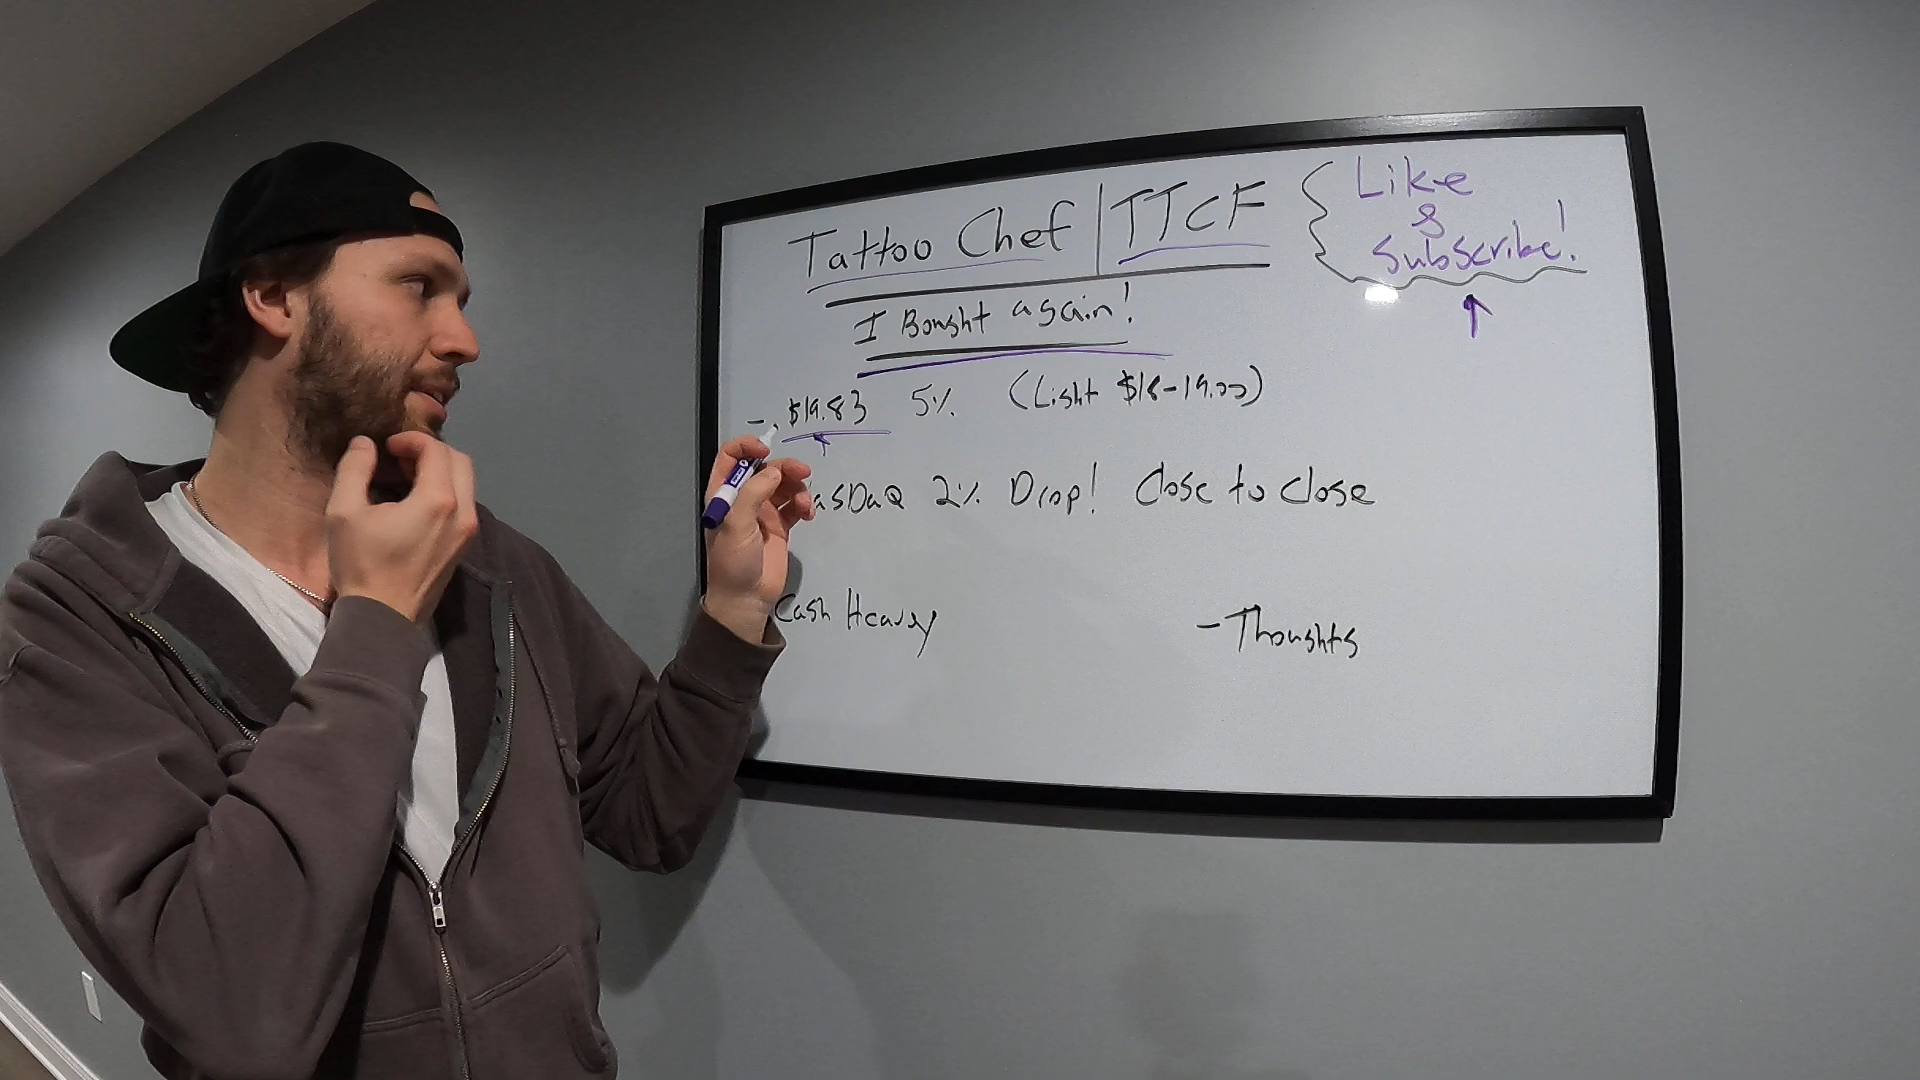 Tattoo Chef | TTCF
Like
&
Subscribe!
I Bought again!
- $19.83 5% (Light $18-19.00)
asDaQ 2% Drop! Close to close
Cash Heavy
- Thoughts